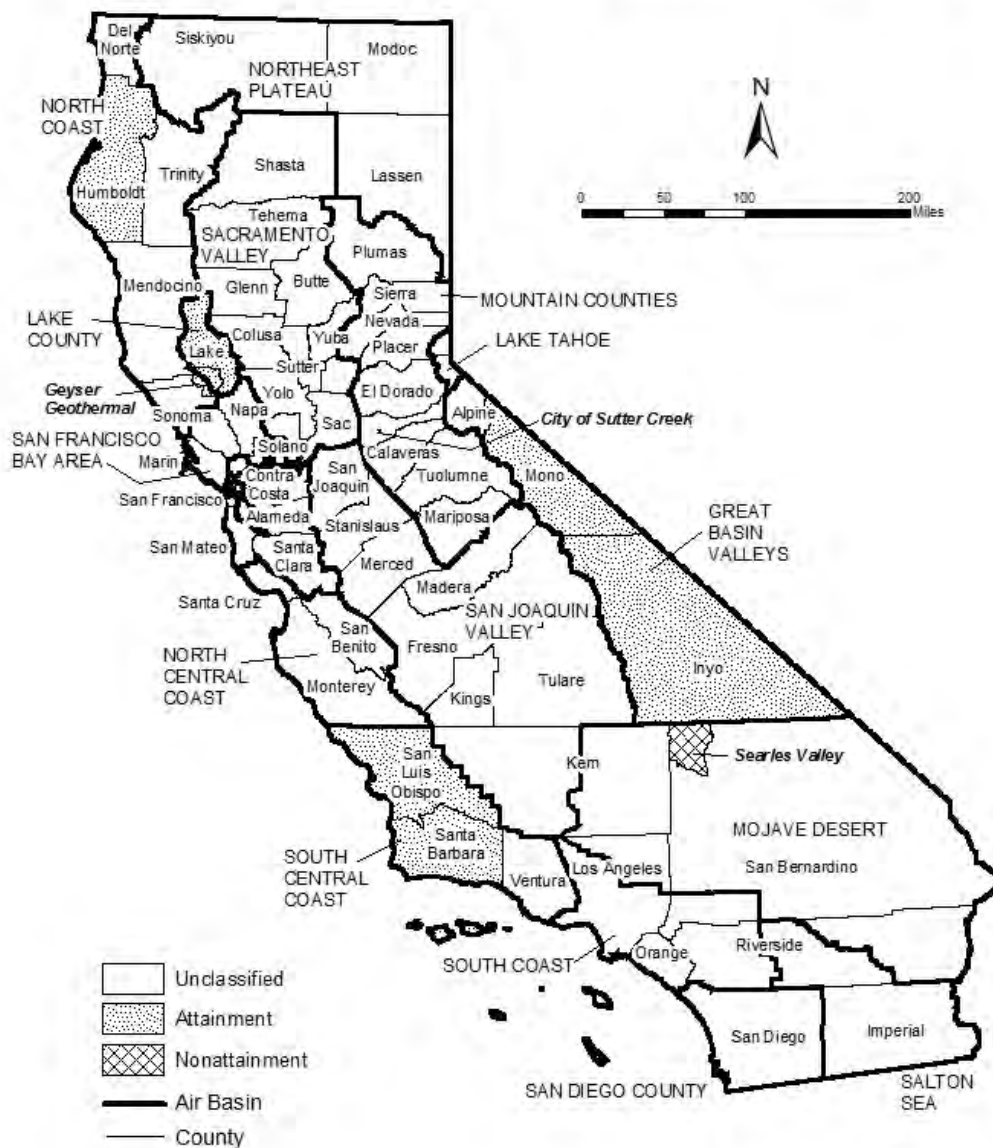 Del
Norte
Siskiyou
Modoc
NORTHEAST
PLATEAU
NORTH
COAST
N
Trinity
Shasta
Lassen
Humboldt
0 50 100 200
Miles
Tehema
SACRAMENTO
VALLEY
Plumas
Mendocino
Glenn
Butte
Sierra
MOUNTAIN COUNTIES
LAKE
COUNTY
Colusa
Yuba
Nevada
Placer
LAKE TAHOE
Lake
Sutter
Geyser
Geothermal
Yolo
El Dorado
Napa
Sonoma
Sac
Alpine
City of Sutter Creek
SAN FRANCISCO
BAY AREA
Solano
Calaveras
Marin
Contra
Costa
San
Joaquin
Tuolumne
Mono
San Francisco
Alameda
Stanislaus
Mariposa
GREAT
BASIN
VALLEYS
San Mateo
Santa
Clara
Merced
Madera
Santa Cruz
SAN JOAQUIN
VALLEY
San
Benito
Fresno
NORTH
CENTRAL
COAST
Monterey
Kings
Tulare
Inyo
San
Luis
Obispo
Kern
Searles Valley
Santa
Barbara
MOJAVE DESERT
San Bernardino
SOUTH
CENTRAL
COAST
Ventura
Los Angeles
SOUTH COAST
Orange
Riverside
Unclassified
Attainment
Nonattainment
Air Basin
County
San Diego
Imperial
SAN DIEGO COUNTY
SALTON
SEA